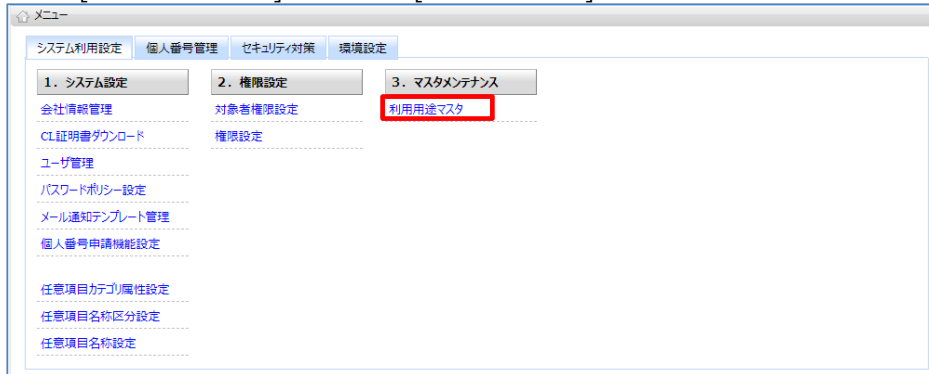 メニュー
システム利用設定 個人番号管理 セキュリティ対策 環境設定
1. システム設定
会社情報管理
CL証明書ダウンロード
ユーザ管理
パスワードポリシー設定
メール通知テンプレート管理
個人番号申請機能設定
任意項目カテゴリ属性設定
任意項目名称区分設定
任意項目名称設定
2. 権限設定
対象者権限設定
権限設定
3. マスタメンテナンス
利用用途マスタ